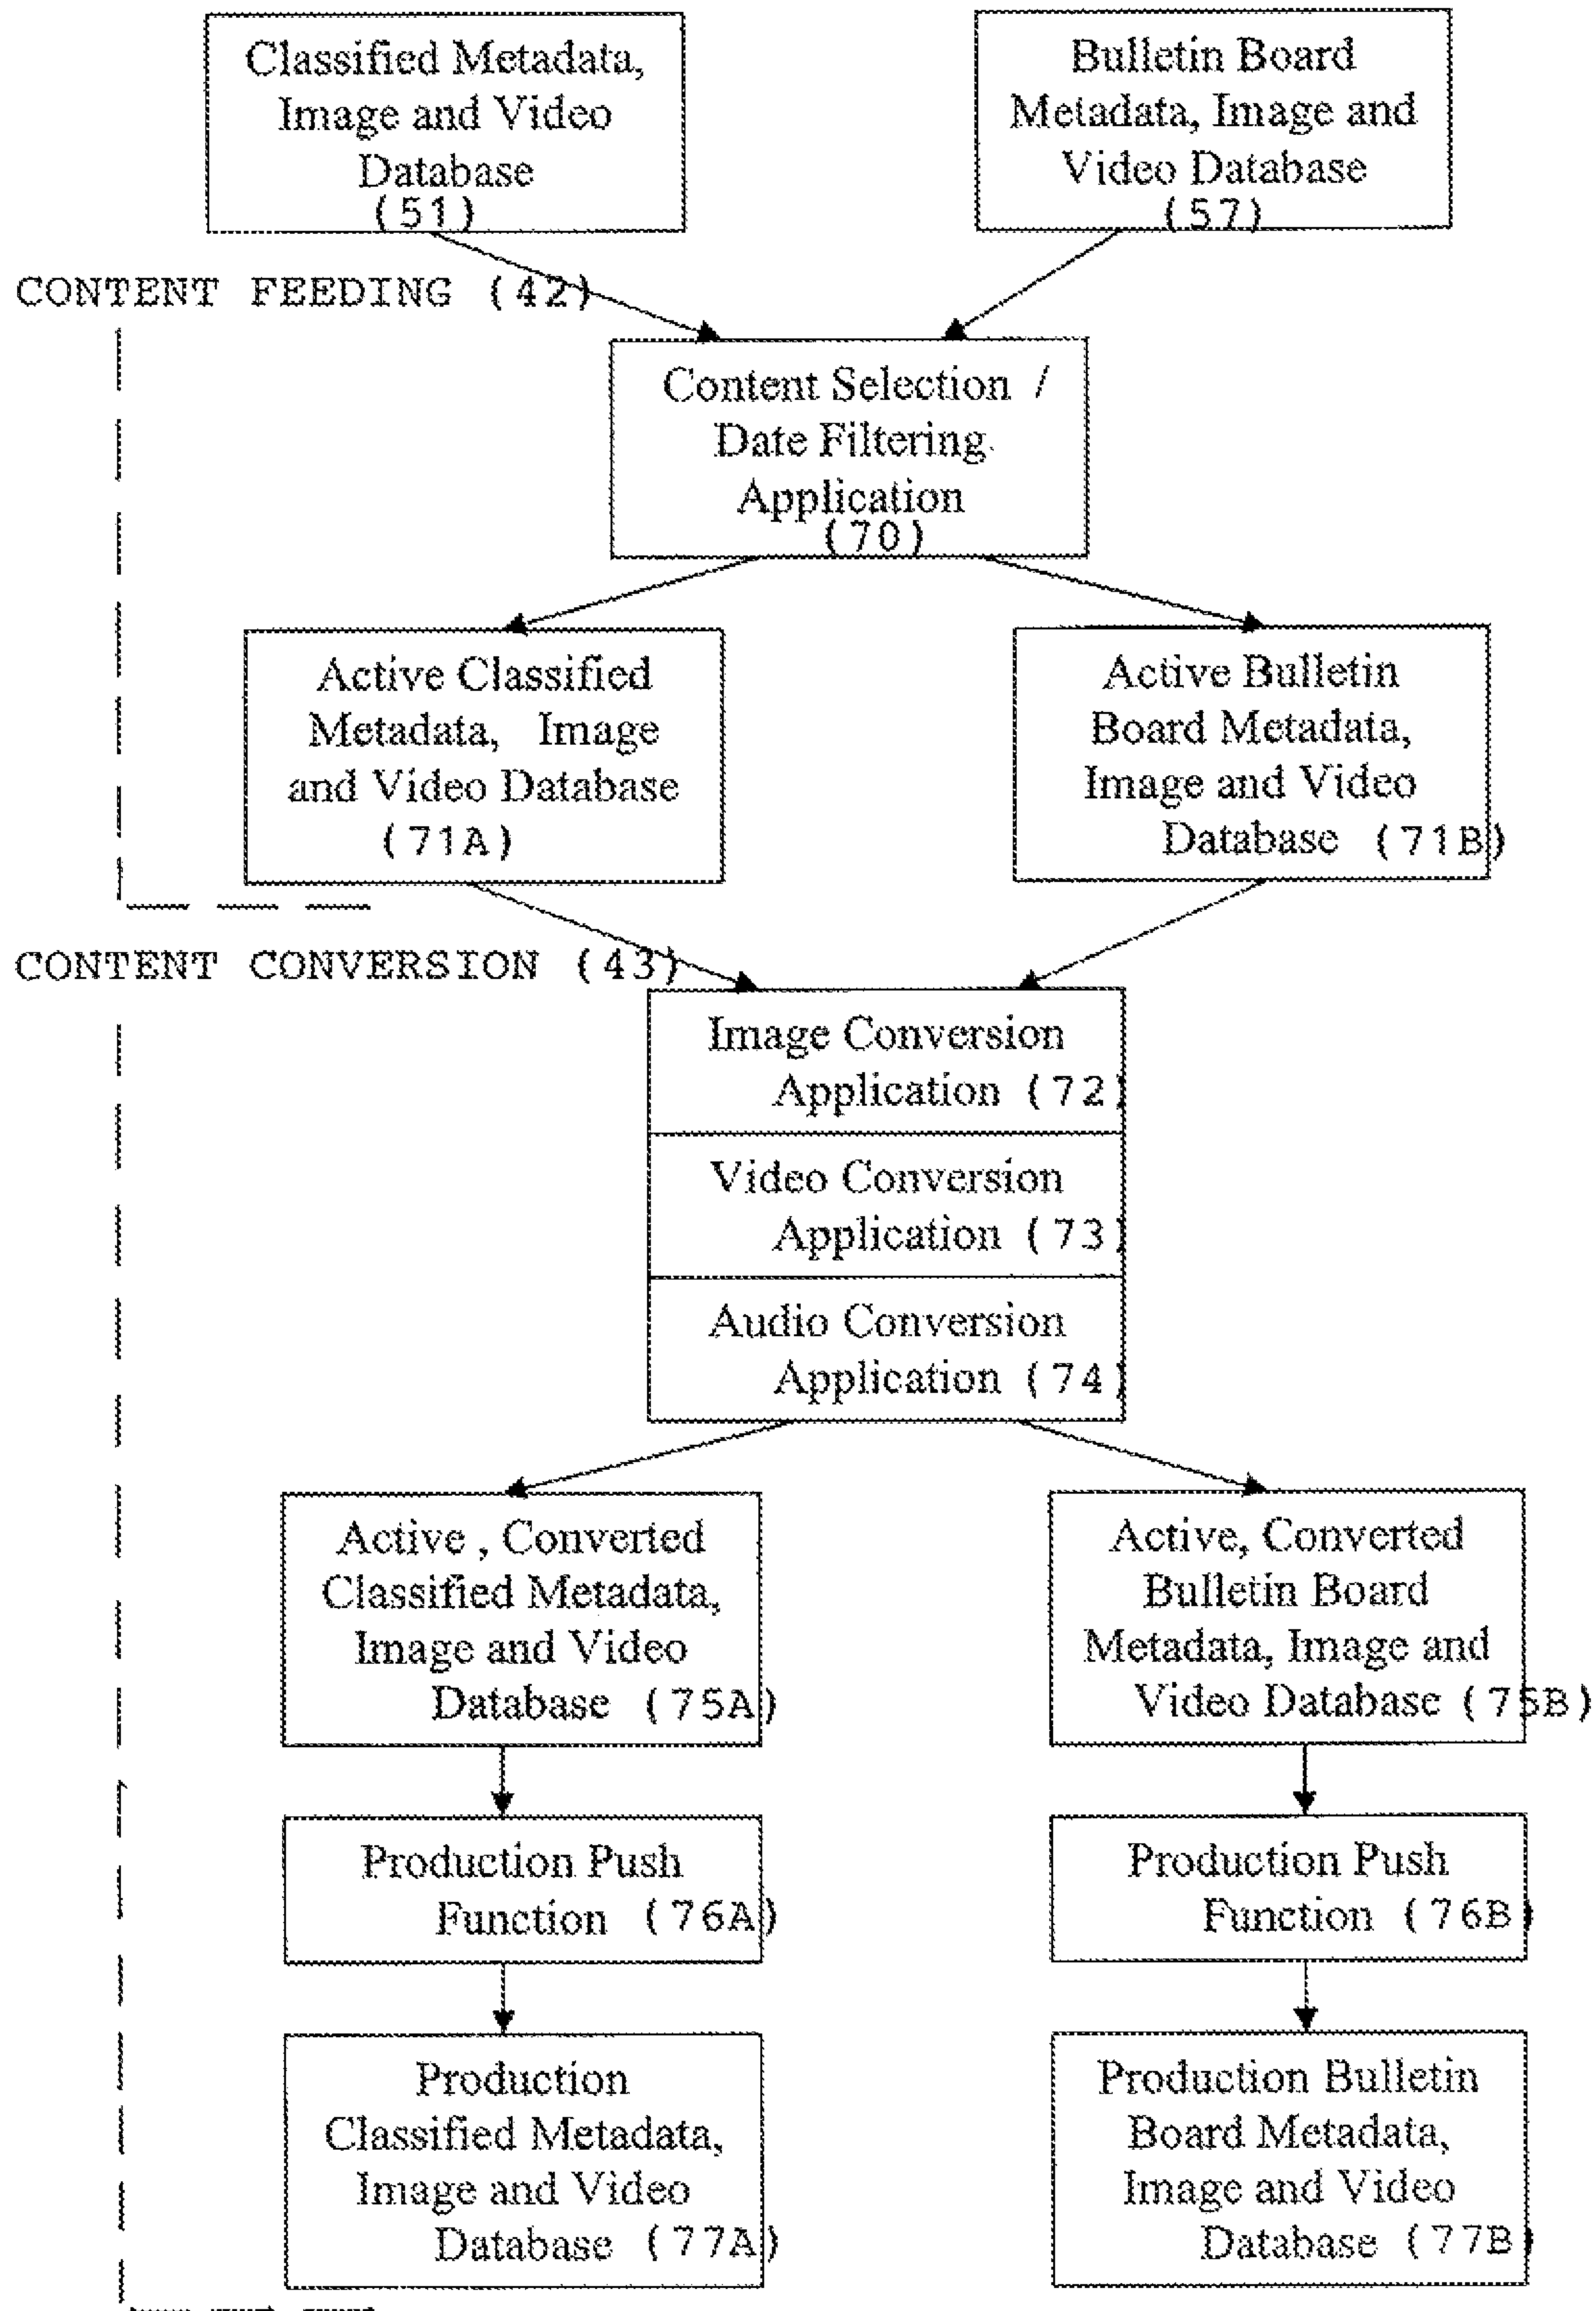 Classified Metadata,
Image and Video
Database
(51)
Bulletin Board
Metadata, Image and
Video Database
(57)
CONTENT FEEDING (42)
Content Selection /
Date Filtering
Application
(70)
Active Classified
Metadata, Image
and Video Database
(71A)
Active Bulletin
Board Metadata,
Image and Video
Database (71B)
CONTENT CONVERSION (43)
Image Conversion
Application (72)
Video Conversion
Application (73)
Audio Conversion
Application (74)
Active , Converted
Classified Metadata,
Image and Video
Database (75A)
Active, Converted
Bulletin Board
Metadata, Image and
Video Database (75B)
Production Push
Function (76A)
Production Push
Function (76B)
Production
Classified Metadata,
Image and Video
Database (77A)
Production Bulletin
Board Metadata,
Image and Video
Database (77B)